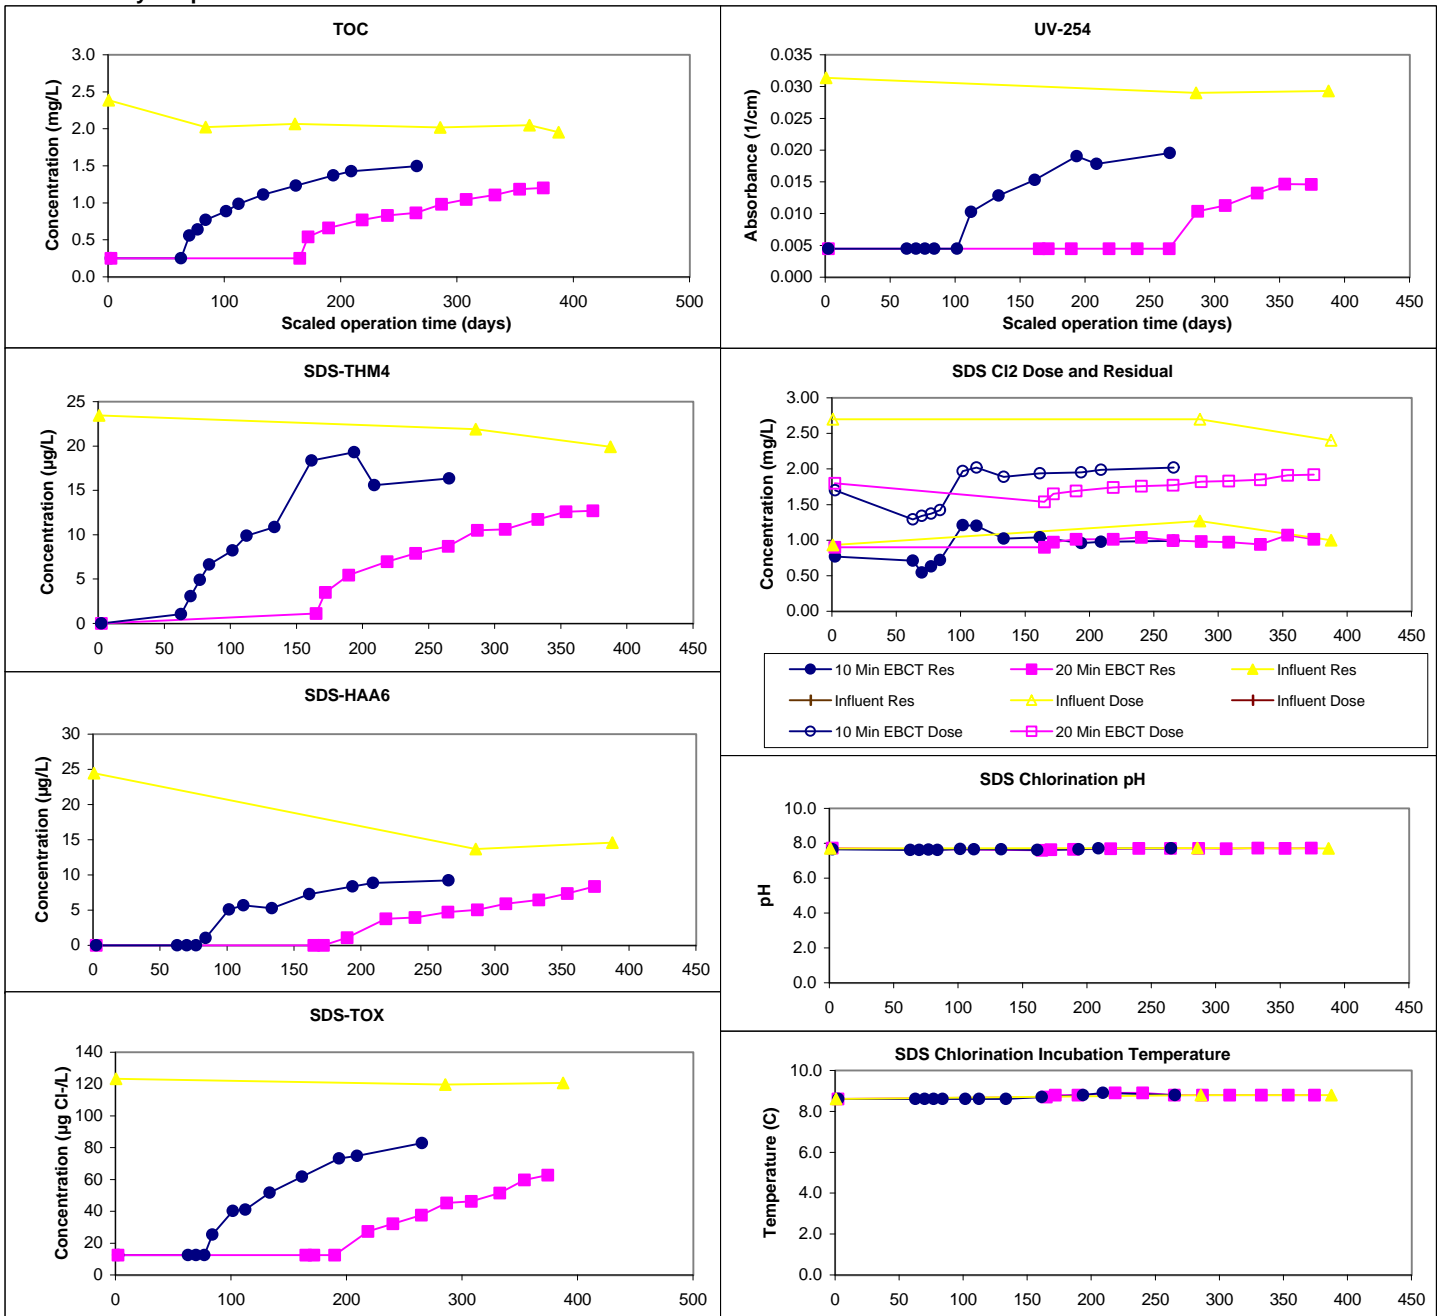 TOC
Concentration (mg/L)
3.0
2.5
2.0
1.5
1.0
0.5
0.0
0 100 200 300 400 500
Scaled operation time (days)
UV-254
Absorbance (1/cm)
0.035
0.030
0.025
0.020
0.015
0.010
0.005
0.000
0 50 100 150 200 250 300 350 400 450
Scaled operation time (days)
SDS-THM4
Concentration (µg/L)
25
20
15
10
5
0
0 50 100 150 200 250 300 350 400 450
SDS Cl2 Dose and Residual
Concentration (mg/L)
3.00
2.50
2.00
1.50
1.00
0.50
0.00
0 50 100 150 200 250 300 350 400 450
10 Min EBCT Res 20 Min EBCT Res Influent Res
Influent Res Influent Dose Influent Dose
10 Min EBCT Dose 20 Min EBCT Dose
SDS-HAA6
Concentration (µg/L)
30
25
20
15
10
5
0
0 50 100 150 200 250 300 350 400 450
SDS Chlorination pH
pH
10.0
8.0
6.0
4.0
2.0
0.0
0 50 100 150 200 250 300 350 400 450
SDS-TOX
Concentration (µg Cl-/L)
140
120
100
80
60
40
20
0
0 100 200 300 400 500
SDS Chlorination Incubation Temperature
Temperature (C)
10.0
8.0
6.0
4.0
2.0
0.0
0 50 100 150 200 250 300 350 400 450